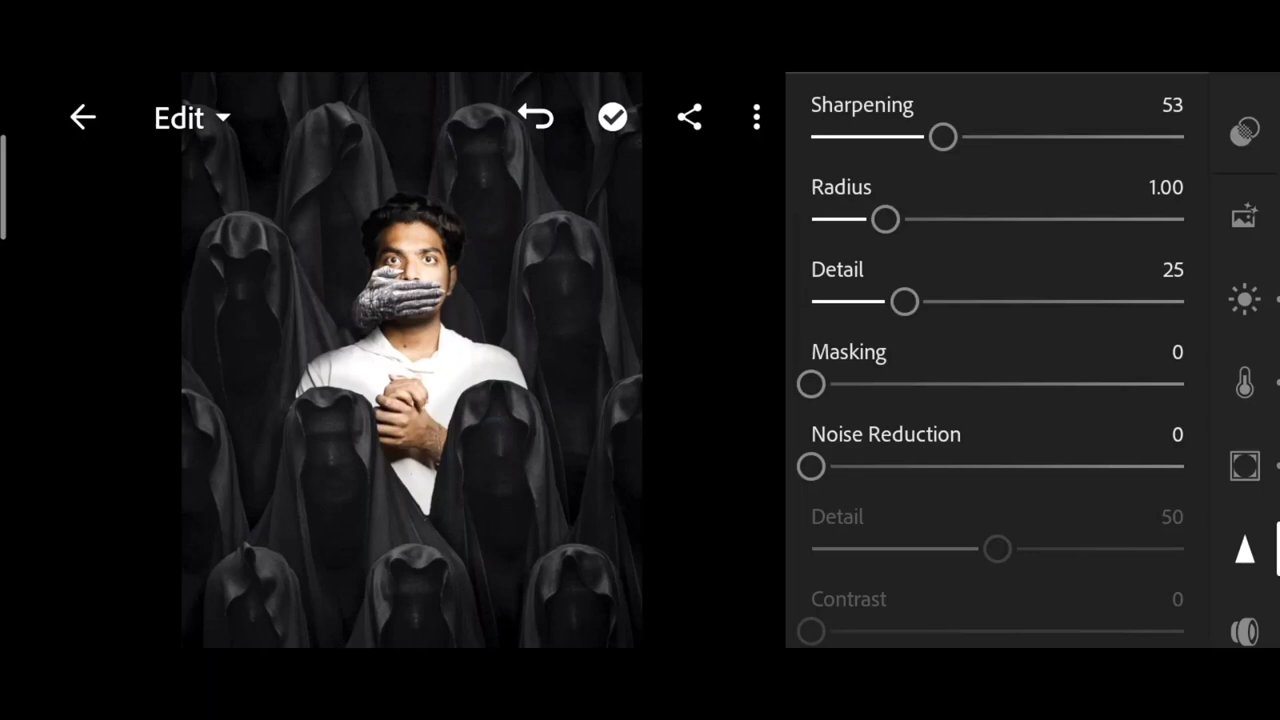 Edit
Sharpening 53
Radius 1.00
Detail 25
Masking 0
Noise Reduction 0
Detail 50
Contrast 0